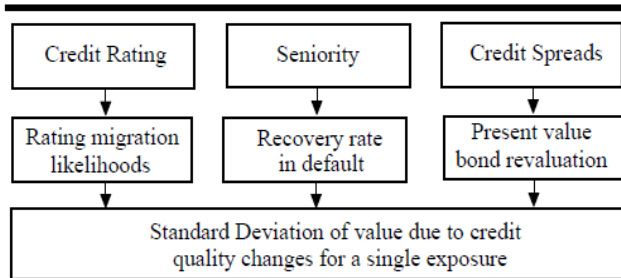 Credit Rating
Seniority
Credit Spreads
Rating migration
likelihoods
Recovery rate
in default
Present value
bond revaluation
Standard Deviation of value due to credit
quality changes for a single exposure